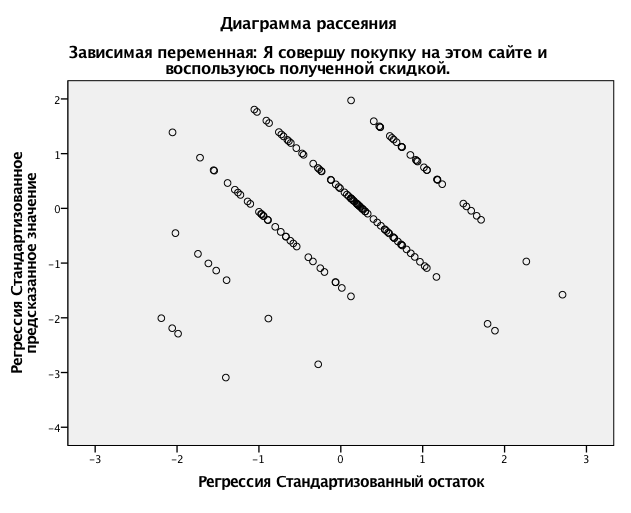 Диаграмма рассеяния
Зависимая переменная: Я совершу покупку на этом сайте и
воспользуюсь полученной скидкой.
Регрессия Стандартизованное
предсказанное значение
2
1
0
-1
-2
-3
-4
-3
-2
-1
0
1
2
3
Регрессия Стандартизованный остаток